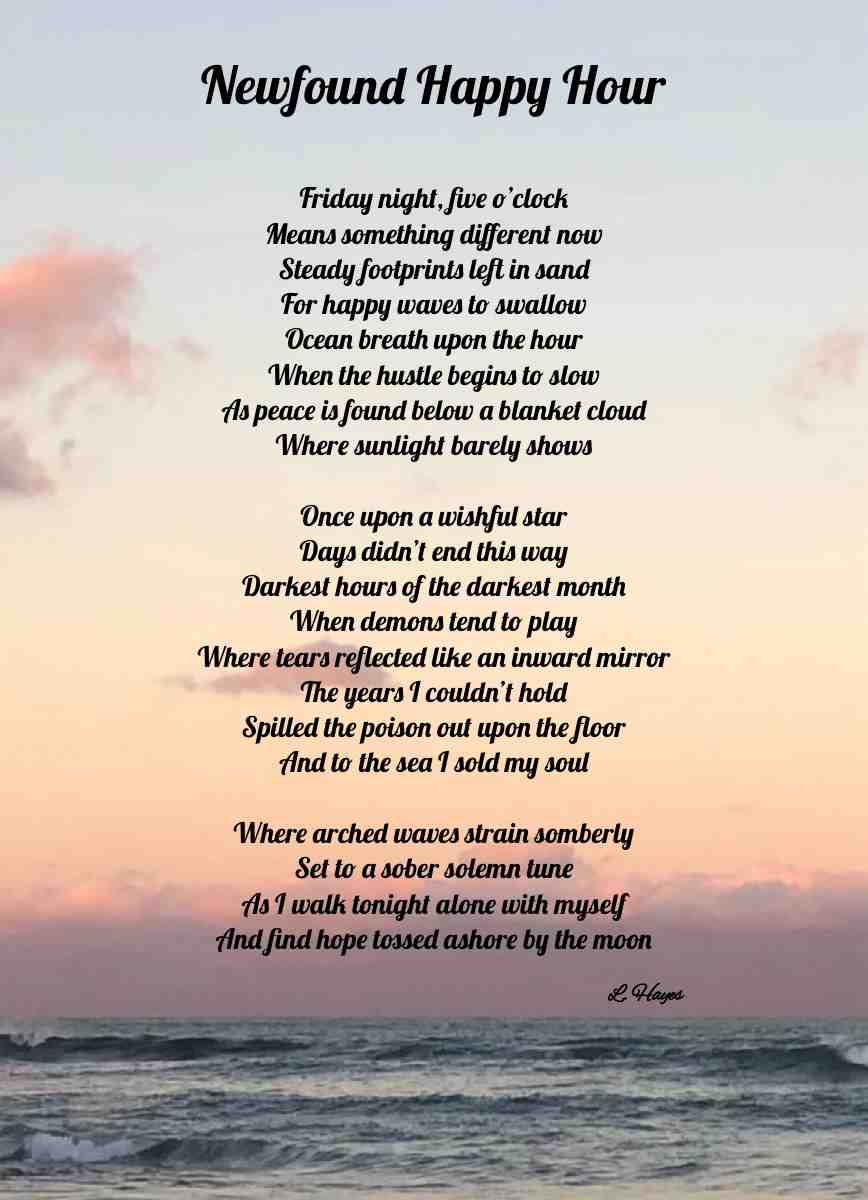 Newfound Happy Hour
Friday night, five o’clock
Means something different now
Steady footprints left in sand
For happy waves to swallow
Ocean breath upon the hour
When the hustle begins to slow
As peace is found below a blanket cloud
Where sunlight barely shows
Once upon a wishful star
Days didn’t end this way
Darkest hours of the darkest month
When demons tend to play
Where tears reflected like an inward mirror
The years I couldn’t hold
Spilled the poison out upon the floor
And to the sea I sold my soul
Where arched waves strain somberly
Set to a sober solemn tune
As I walk tonight alone with myself
And find hope tossed ashore by the moon
L. Hayes